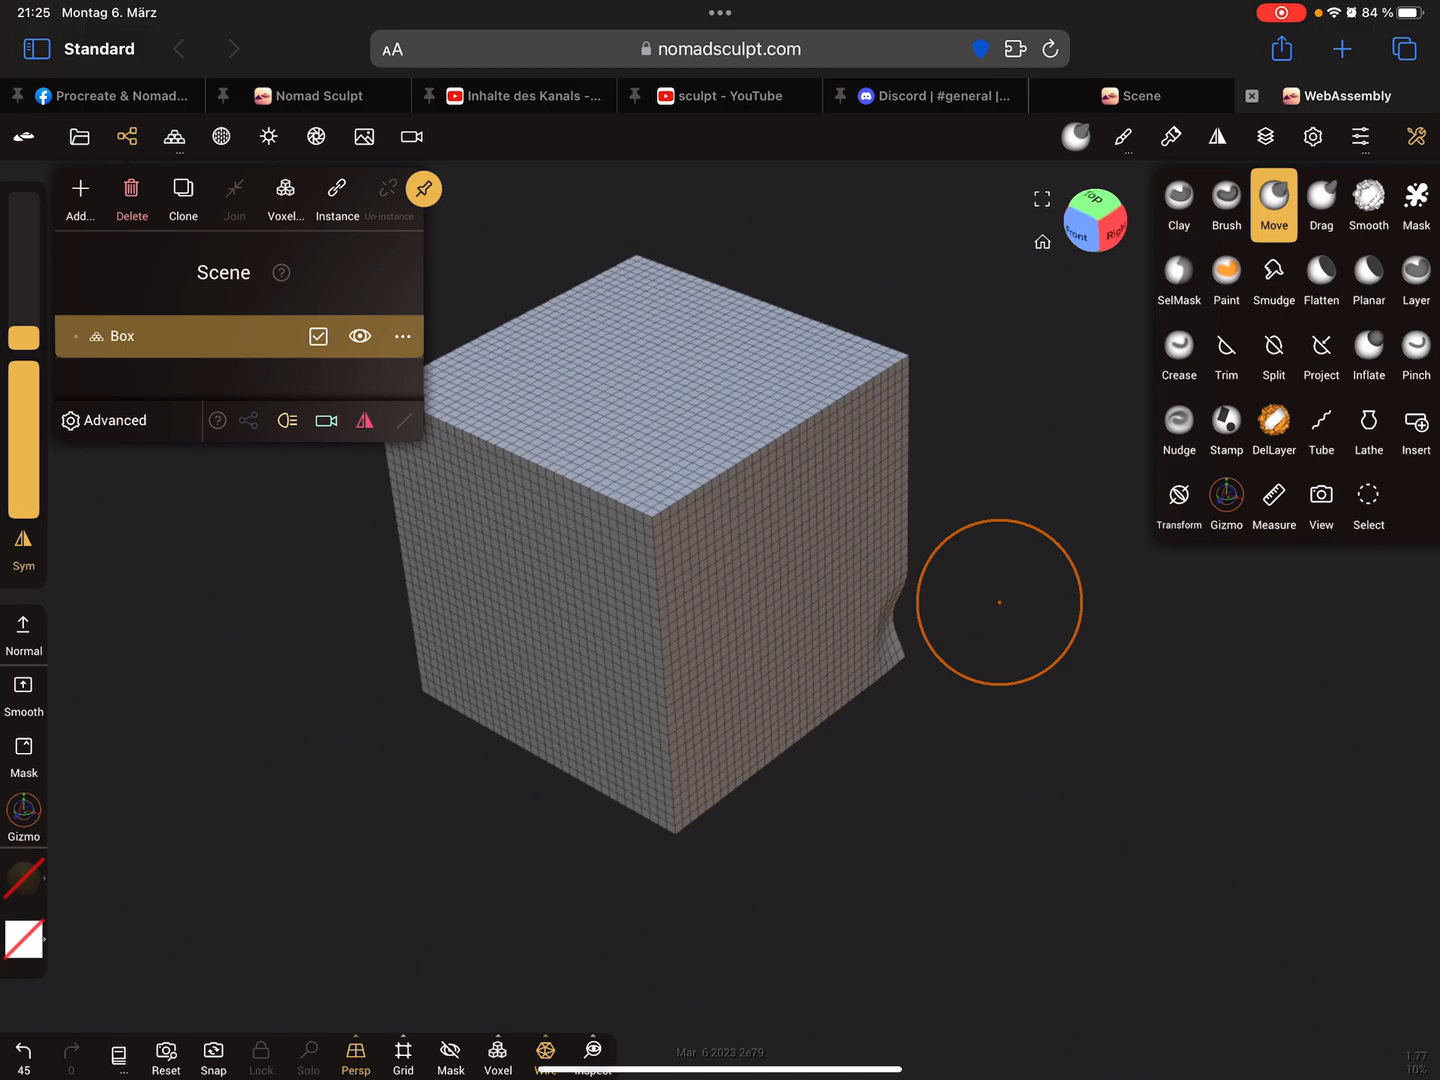 21:25 Montag 6. März
84 %
Standard
AA nomadsculpt.com
Procreate & Nomad...
Nomad Sculpt
Inhalte des Kanals -...
sculpt - YouTube
Discord | #general |...
Scene
WebAssembly
Add... Delete Clone Join Voxel... Instance Un-instance
Scene ?
Box
Advanced ?
Top
Front
Clay Brush Move Drag Smooth Mask
SelMask Paint Smudge Flatten Planar Layer
Crease Trim Split Project Inflate Pinch
Nudge Stamp DelLayer Tube Lathe Insert
Transform Gizmo Measure View Select
Sym
Normal
Smooth
Mask
Gizmo
45 0 Reset Snap Lock Solo Persp Grid Mask Voxel
Mar 6 2023 2e79
1.77
10%